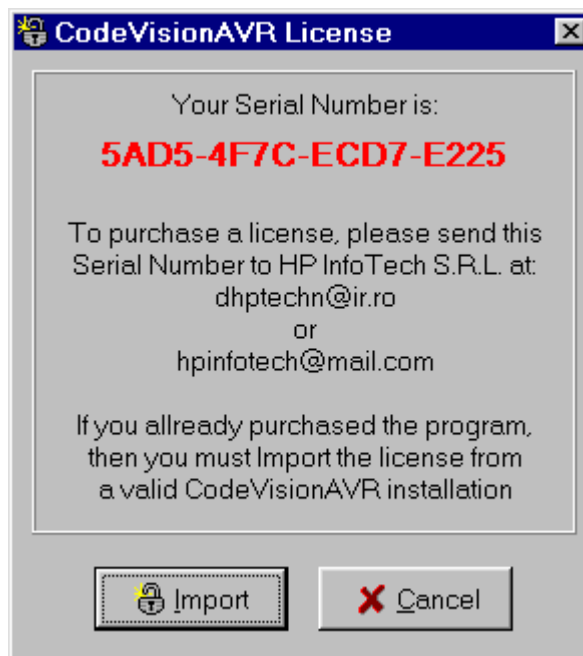 CodeVisionAVR License
Your Serial Number is:
5AD5-4F7C-ECD7-E225
To purchase a license, please send this
Serial Number to HP InfoTech S.R.L. at:
dhptechn@ir.ro
or
hpinfotech@mail.com
If you allready purchased the program,
then you must Import the license from
a valid CodeVisionAVR installation
Import
Cancel